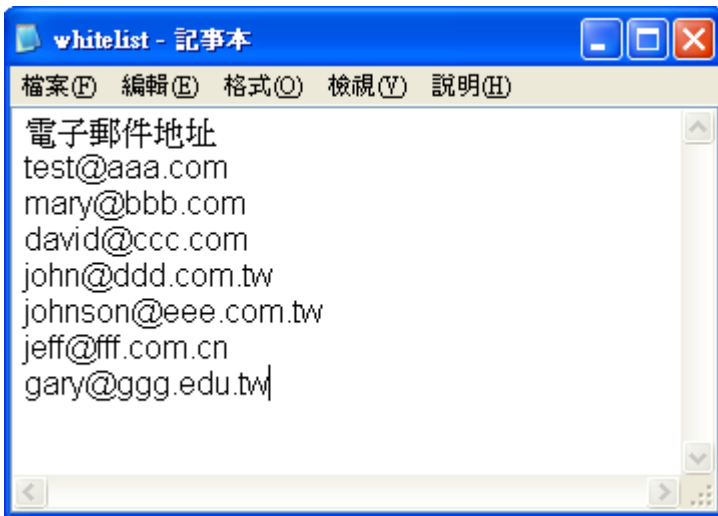 whitelist - 記事本
檔案(F) 編輯(E) 格式(O) 檢視(V) 說明(H)
電子郵件地址
test@aaa.com
mary@bbb.com
david@ccc.com
john@ddd.com.tw
johnson@eee.com.tw
jeff@fff.com.cn
gary@ggg.edu.tw